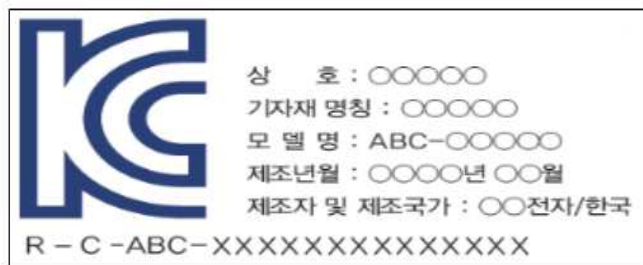 KC
상 호 : ○○○○○
기자재 명칭 : ○○○○○
모 델 명 : ABC-○○○○○
제조년월 : ○○○○년 ○○월
제조자 및 제조국가 : ○○전자/한국
R - C -ABC-XXXXXXXXXXXXXX